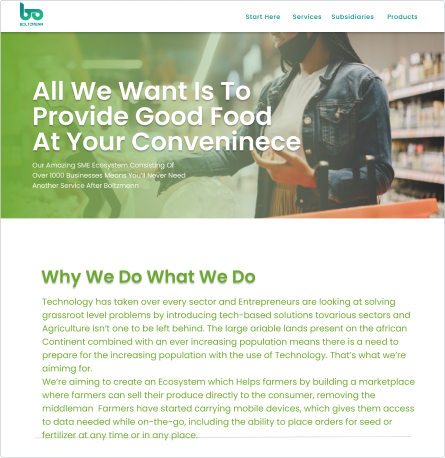 BOLTZMANN
Start Here Services Subsidiaries Products
All We Want Is To
Provide Good Food
At Your Conveninece
Our Amazing SME Ecosystem Consisting Of
Over 1000 Businesses Means You'll Never Need
Another Service After Boltzmann
Why We Do What We Do
Technology has taken over every sector and Entrepreneurs are looking at solving
grassroot level problems by introducing tech-based solutions tovarious sectors and
Agriculture isn't one to be left behind. The large ariable lands present on the african
Continent combined with an ever increasing population means there is a need to
prepare for the increasing population with the use of Technology. That's what we're
aimimg for.
We're aiming to create an Ecosystem which Helps farmers by building a marketplace
where farmers can sell their produce directly to the consumer, removing the
middleman Farmers have started carrying mobile devices, which gives them access
to data needed while on-the-go, including the ability to place orders for seed or
fertilizer at any time or in any place.